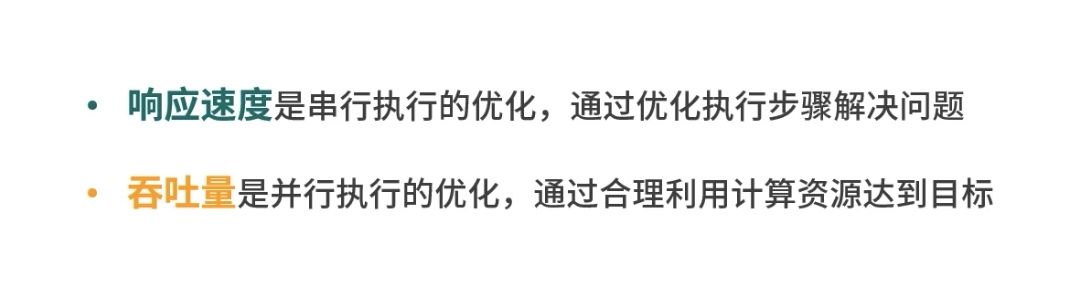 • 响应速度是串行执行的优化，通过优化执行步骤解决问题
• 吞吐量是并行执行的优化，通过合理利用计算资源达到目标